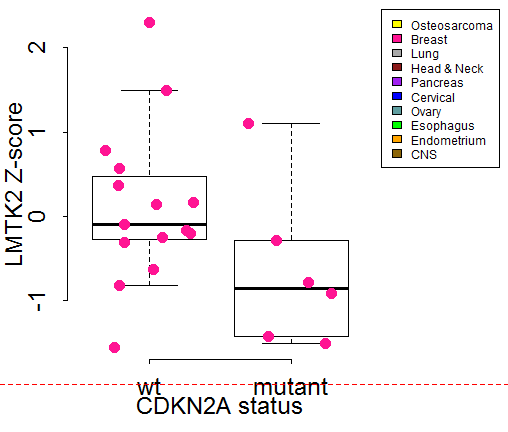 LMTK2 Z-score
2
1
0
-1
wt mutant
CDKN2A status
Osteosarcoma
Breast
Lung
Head & Neck
Pancreas
Cervical
Ovary
Esophagus
Endometrium
CNS